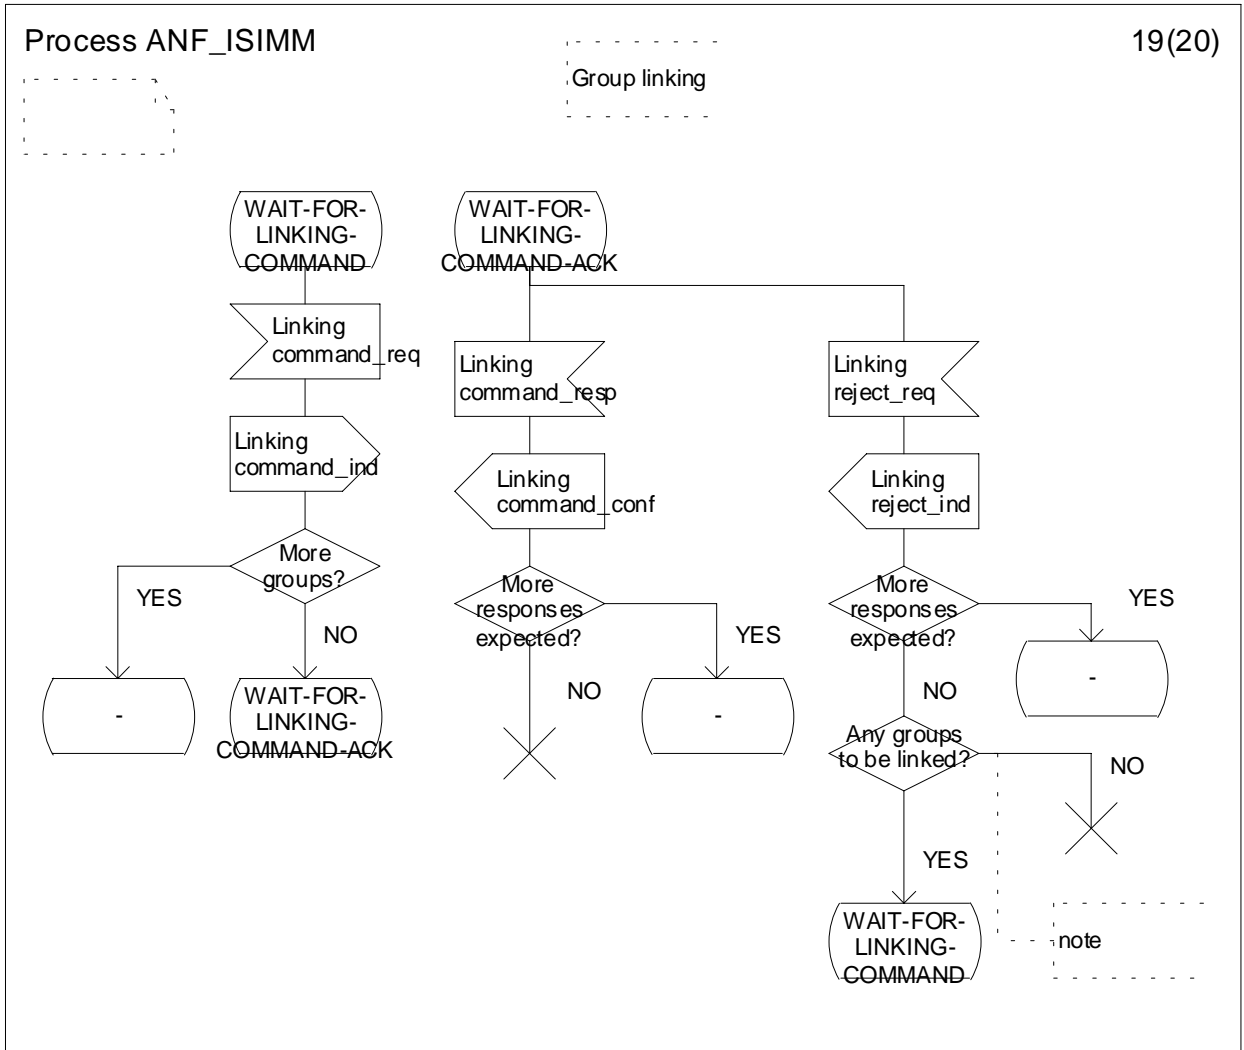 Process ANF_ISIMM
19(20)
Group linking
WAIT-FOR-
LINKING-
COMMAND
Linking
command_req
Linking
command_ind
More
groups?
YES
NO
-
WAIT-FOR-
LINKING-
COMMAND-ACK
WAIT-FOR-
LINKING-
COMMAND-ACK
Linking
command_resp
Linking
command_conf
More
responses
expected?
YES
NO
-
Linking
reject_req
Linking
reject_ind
More
responses
expected?
YES
-
NO
Any groups
to be linked?
NO
YES
WAIT-FOR-
LINKING-
COMMAND
note